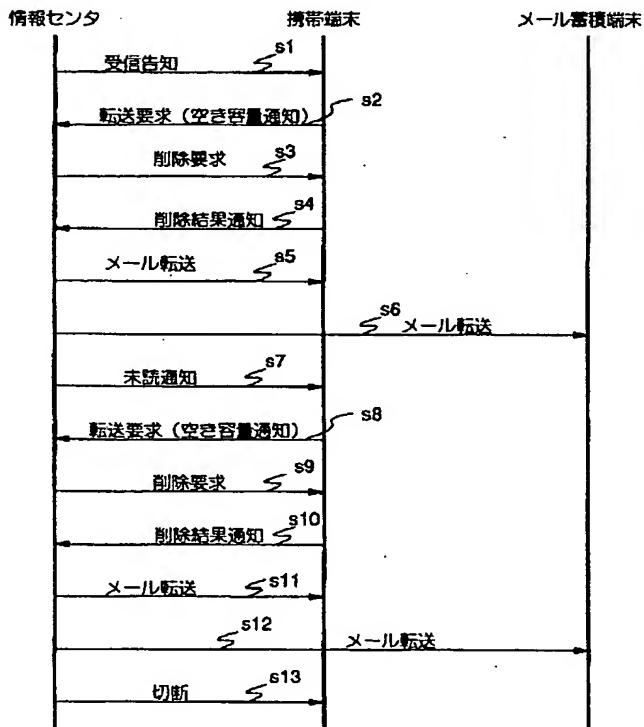 情報センタ 携帯端末 メール蓄積端末
受信告知 s1
転送要求(空き容量通知) s2
削除要求 s3
削除結果通知 s4
メール転送 s5
s6 メール転送
未読通知 s7
転送要求(空き容量通知) s8
削除要求 s9
削除結果通知 s10
メール転送 s11
s12 メール転送
切断 s13